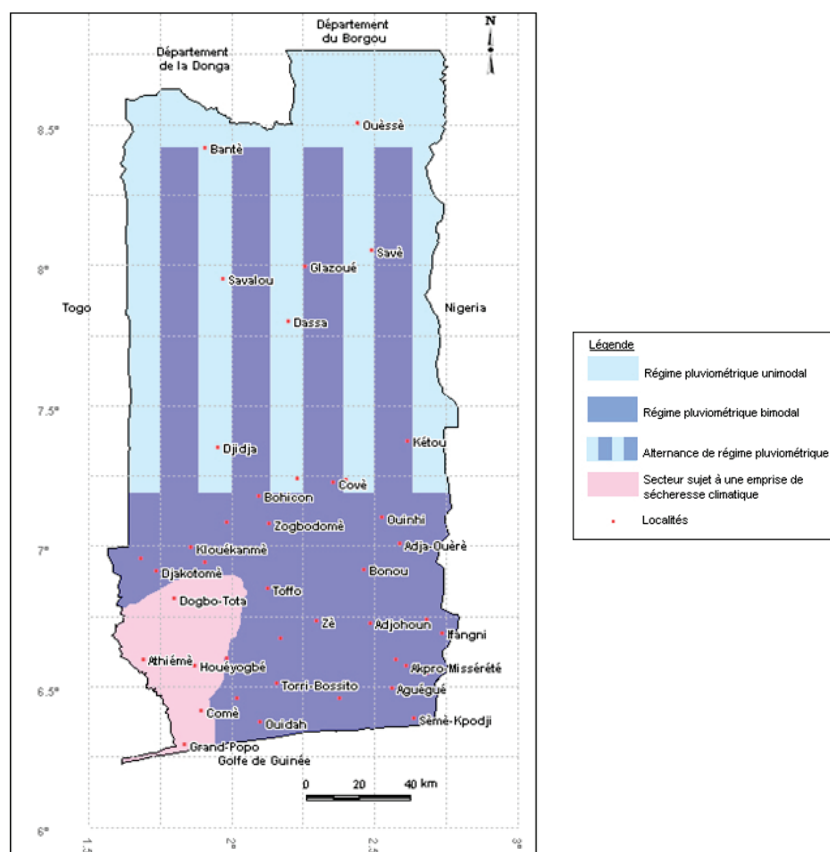 Département
du Borgou
N
Département
de la Donga
8.5°
Ouèssè
Bantè
8°
Savè
Glazoué
Savalou
Togo
Nigeria
Dassa
7.5°
Kétou
Djidja
Covè
Bohicon
Ouinhi
Zogbodomè
7°
Klouékanmè
Adja-Ouèrè
Djakotomè
Bonou
Toffo
Dogbo-Tota
Zè
Adjohoun
Ifangni
Athiémè
Houéyogbé
Akpro-Missérété
6.5°
Torri-Bossito
Aguégué
Comè
Ouidah
Sèmè-Kpodji
Grand-Popo
Golfe de Guinée
0 20 40 km
6°
2°
3°
Légende
Régime pluviométrique unimodal
Régime pluviométrique bimodal
Alternance de régime pluviométrique
Secteur sujet à une emprise de
sécheresse climatique
Localités